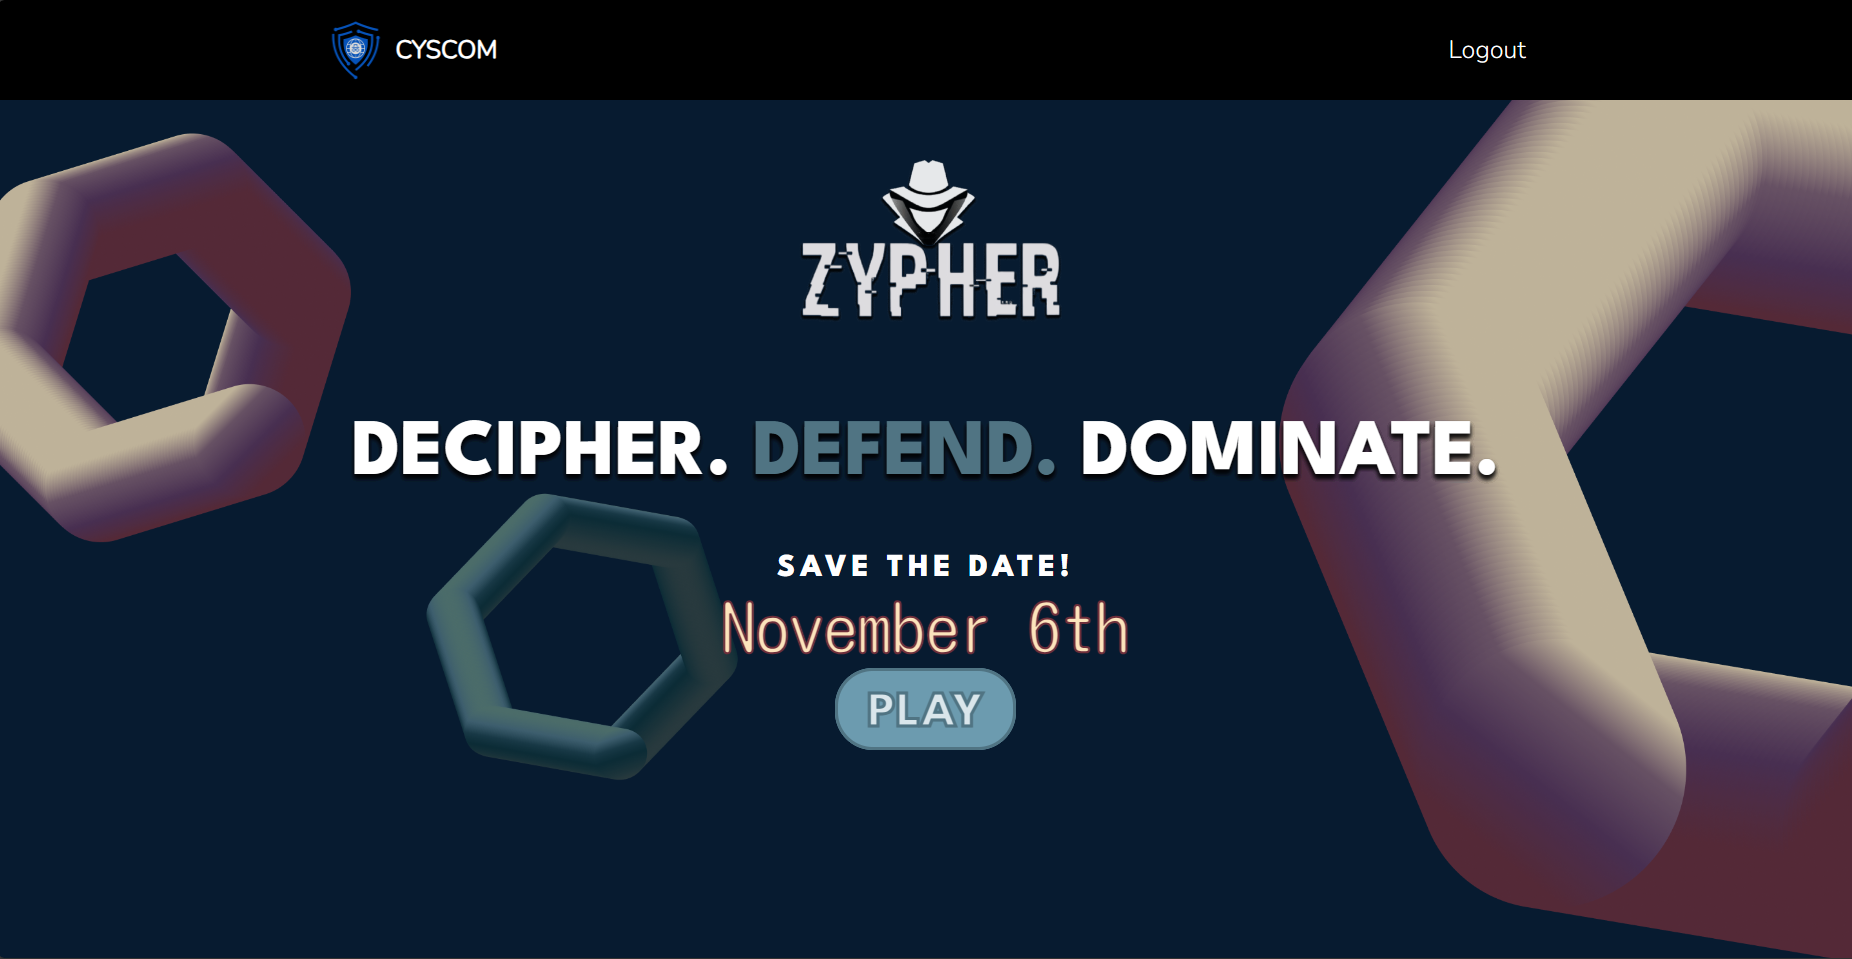 CYSCOM
Logout
ZYPHER
DECIPHER. DEFEND. DOMINATE.
SAVE THE DATE!
November 6th
PLAY